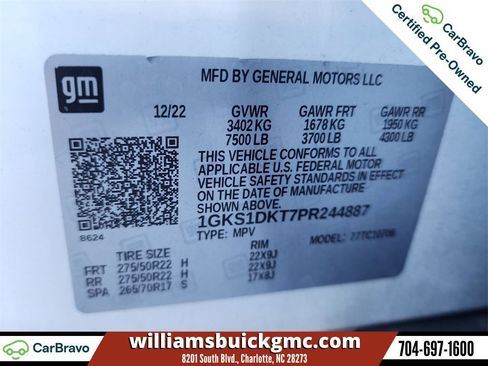 CarBravo
Certified Pre-Owned
gm
MFD BY GENERAL MOTORS LLC
12/22 GVWR GAWR FRT GAWR RR
3402 KG 1678 KG 1950 KG
7500 LB 3700 LB 4300 LB
THIS VEHICLE CONFORMS TO ALL
APPLICABLE U.S. FEDERAL MOTOR
VEHICLE SAFETY STANDARDS IN EFFECT
ON THE DATE OF MANUFACTURE
SHOWN ABOVE.
1GKS1DKT7PR244887
8624 TYPE: MPV MODEL:
TIRE SIZE RIM
FRT 275/50R22 H 22X9J
RR 275/50R22 H 22X9J
SPA 265/70R17 S 17X8J
CarBravo
williamsbuickgmc.com
8201 South Blvd., Charlotte, NC 28273
704-697-1600